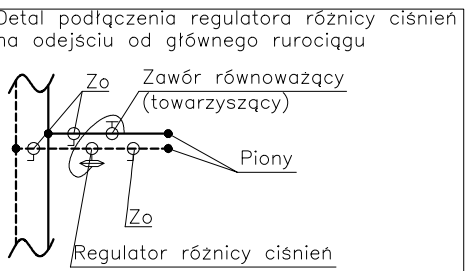 Detal podłączenia regulatora różnicy ciśnień
na odejściu od głównego rurociągu
Zo
Zawór równoważący
(towarzyszący)
Piony
Zo
Regulator różnicy ciśnień